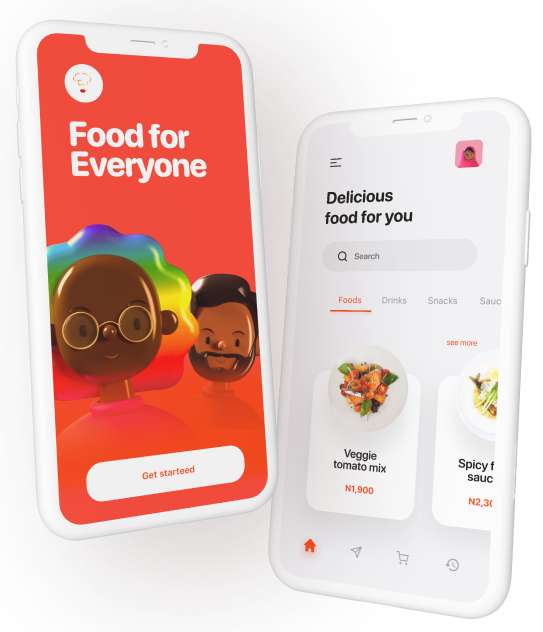 Food for
Everyone
Get starteed
Delicious
food for you
Search
Foods Drinks Snacks Sauc
see more
Veggie
tomato mix
N1,900
Spicy f
sauc
N2,30